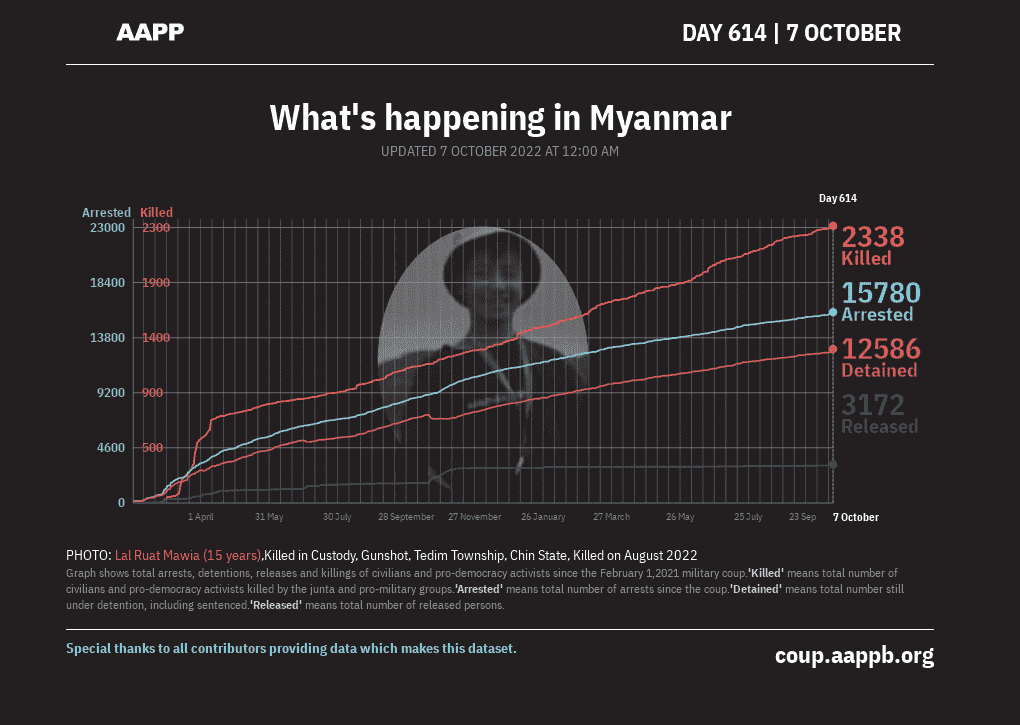 AAPP
DAY 614 | 7 OCTOBER
What's happening in Myanmar
UPDATED 7 OCTOBER 2022 AT 12:00 AM
Day 614
Arrested Killed
23000 2300
18400 1900
13800 1400
9200 900
4600 500
0
2338
Killed
15780
Arrested
12586
Detained
3172
Released
1 April 31 May 30 July 28 September 27 November 26 January 27 March 26 May 25 July 23 Sep 7 October
PHOTO: Lal Ruat Mawia (15 years),Killed in Custody, Gunshot, Tedim Township, Chin State, Killed on August 2022
Graph shows total arrests, detentions, releases and killings of civilians and pro-democracy activists since the February 1,2021 military coup.'Killed' means total number of
civilians and pro-democracy activists killed by the junta and pro-military groups.'Arrested' means total number of arrests since the coup.'Detained' means total number still
under detention, including sentenced.'Released' means total number of released persons.
Special thanks to all contributors providing data which makes this dataset.
coup.aappb.org